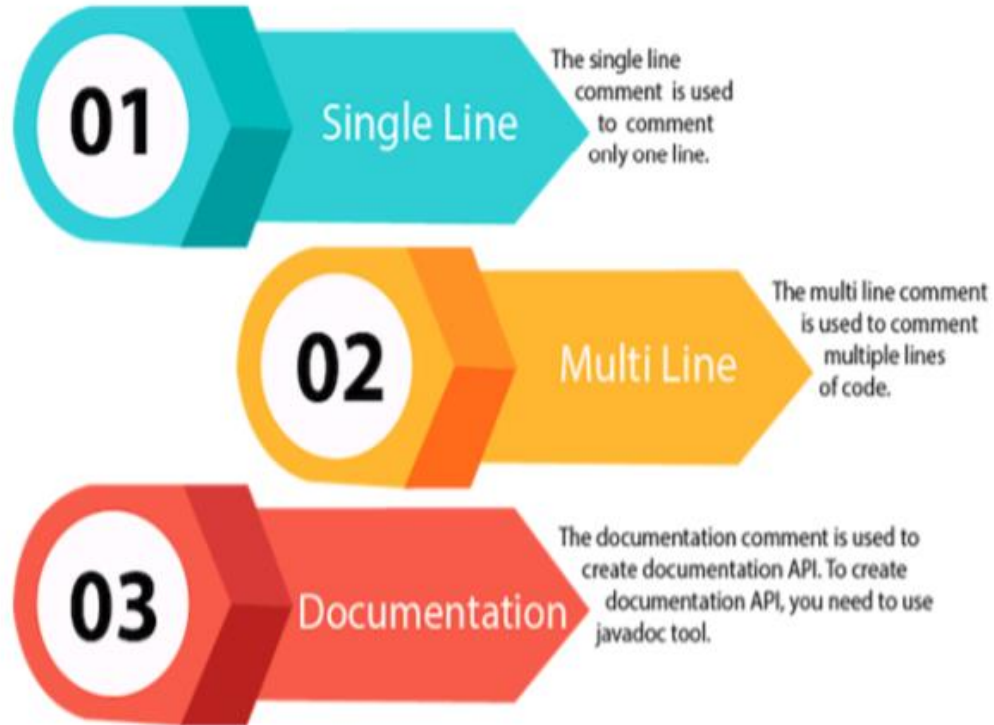 01
Single Line
The single line
comment is used
to comment
only one line.
02
Multi Line
The multi line comment
is used to comment
multiple lines
of code.
03
Documentation
The documentation comment is used to
create documentation API. To create
documentation API, you need to use
javadoc tool.